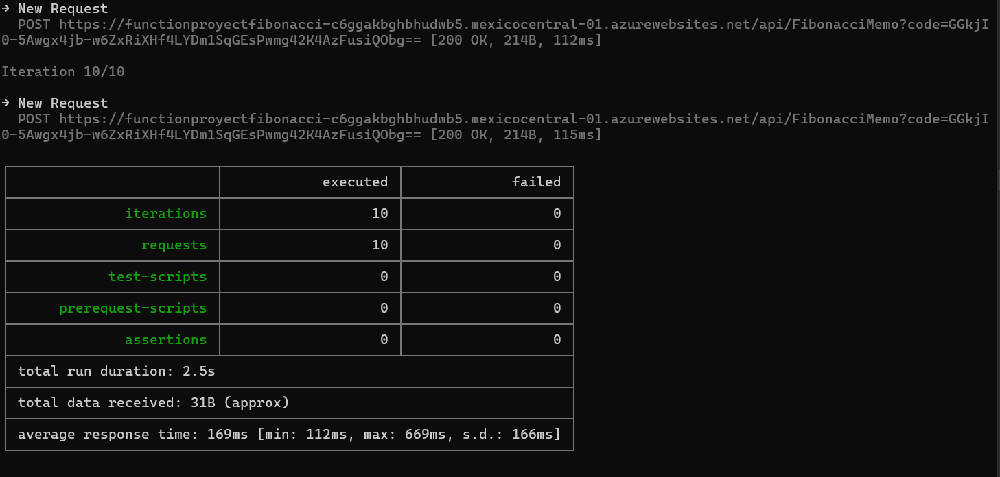 → New Request
POST https://functionproyectfibonacci-c6ggakbghbhudwb5.mexicocentral-01.azurewebsites.net/api/FibonacciMemo?code=GGkjI
0-5Awgx4jb-w6ZxRiXHf4LYDm1SqGEsPwmg42K4AzFusiQObg== [200 OK, 214B, 112ms]
Iteration 10/10
→ New Request
POST https://functionproyectfibonacci-c6ggakbghbhudwb5.mexicocentral-01.azurewebsites.net/api/FibonacciMemo?code=GGkjI
0-5Awgx4jb-w6ZxRiXHf4LYDm1SqGEsPwmg42K4AzFusiQObg== [200 OK, 214B, 115ms]
executed failed
iterations 10 0
requests 10 0
test-scripts 0 0
prerequest-scripts 0 0
assertions 0 0
total run duration: 2.5s
total data received: 31B (approx)
average response time: 169ms [min: 112ms, max: 669ms, s.d.: 166ms]